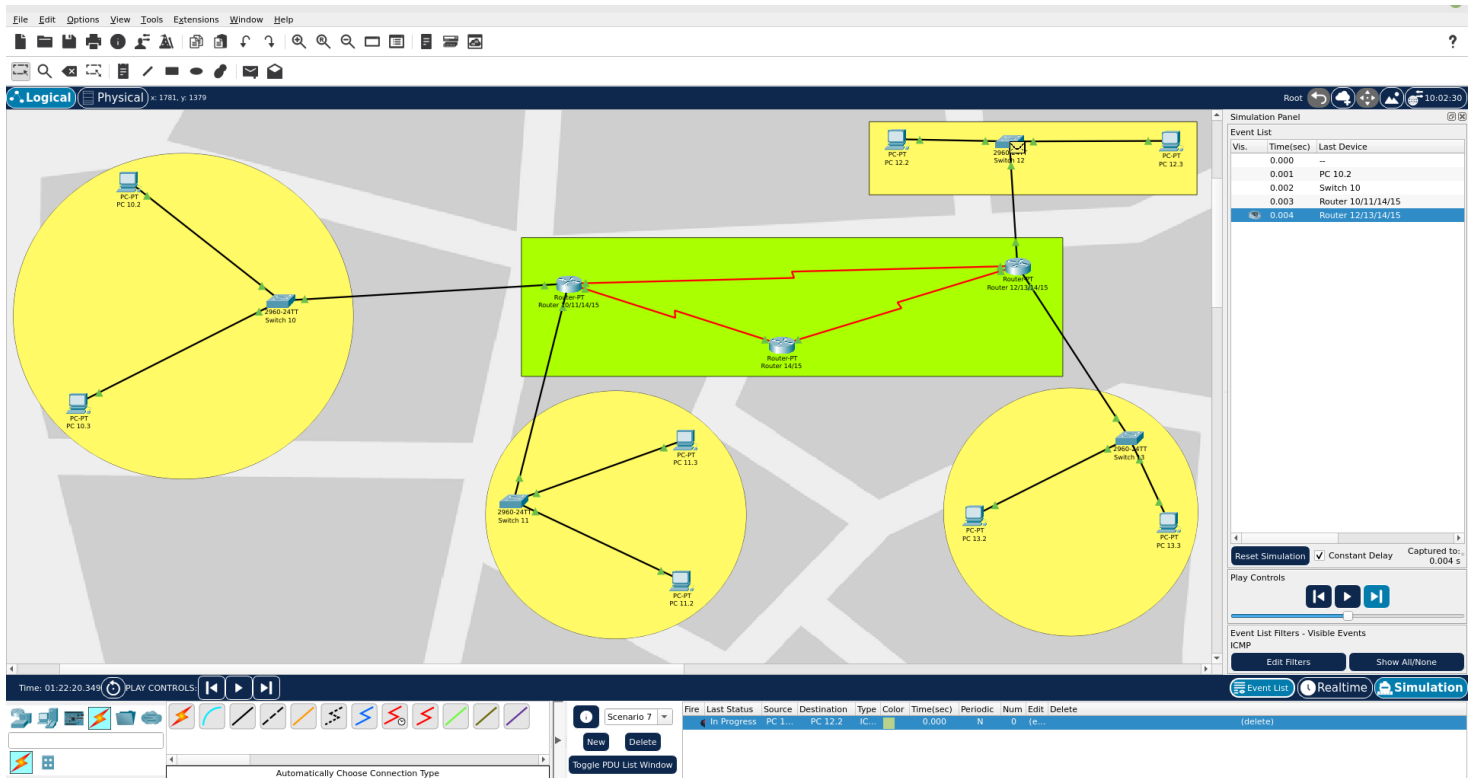 File Edit Options View Tools Extensions Window Help
?
Logical Physical x: 1781, y: 1379 Root 10:02:30
Simulation Panel
Event List
Vis. Time(sec) Last Device
0.000 --
0.001 PC 10.2
0.002 Switch 10
0.003 Router 10/11/14/15
0.004 Router 12/13/14/15
PC-PT
PC 12.2
2960-24TT
Switch 12
PC-PT
PC 12.3
PC-PT
PC 10.2
2960-24TT
Switch 10
PC-PT
PC 10.3
Router-PT
Router 10/11/14/15
Router-PT
Router 12/13/14/15
Router-PT
Router 14/15
PC-PT
PC 11.3
2960-24TT
Switch 11
PC-PT
PC 11.2
2960-24TT
Switch 13
PC-PT
PC 13.2
PC-PT
PC 13.3
Reset Simulation Constant Delay Captured to:
0.004 s
Play Controls
Event List Filters - Visible Events
ICMP
Edit Filters Show All/None
Time: 01:22:20.349 PLAY CONTROLS: Event List Realtime Simulation
Scenario 7
New Delete
Toggle PDU List Window
Fire Last Status Source Destination Type Color Time(sec) Periodic Num Edit Delete
In Progress PC 1... PC 12.2 IC... 0.000 N 0 (e... (delete)
Automatically Choose Connection Type